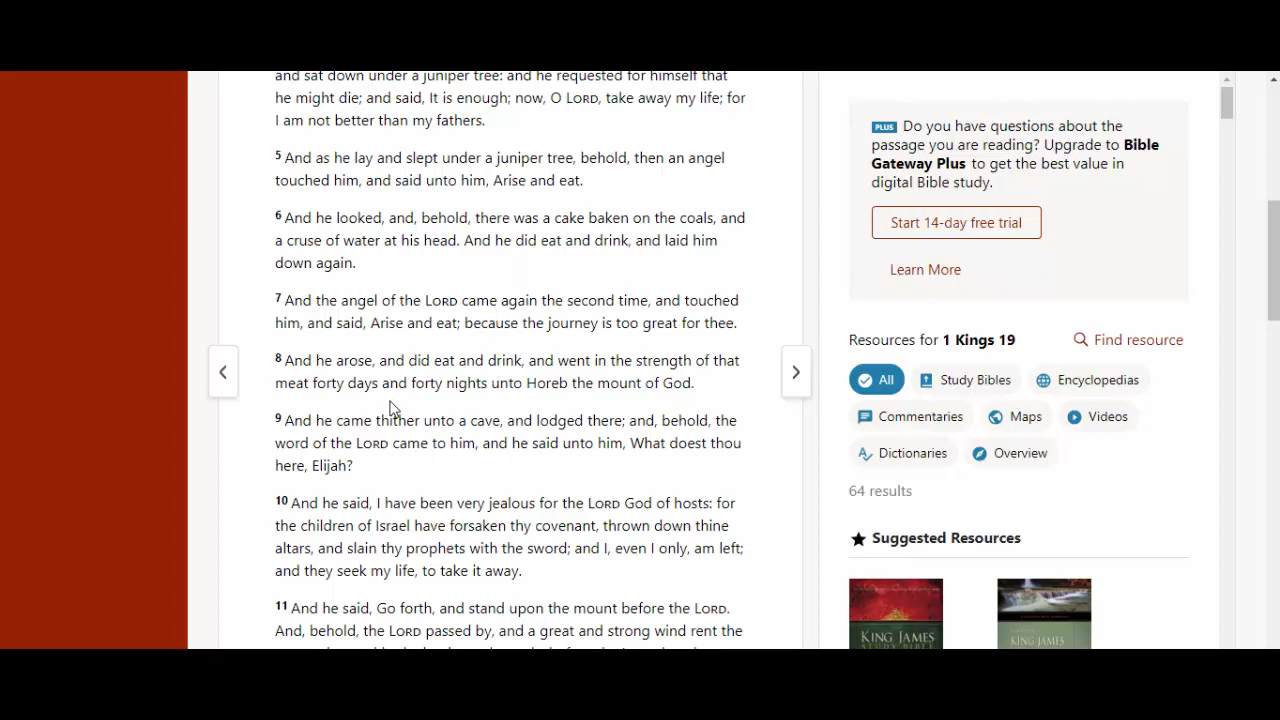 and sat down under a juniper tree: and he requested for himself that
he might die; and said, It is enough; now, O LORD, take away my life; for
I am not better than my fathers.
5 And as he lay and slept under a juniper tree, behold, then an angel
touched him, and said unto him, Arise and eat.
6 And he looked, and, behold, there was a cake baken on the coals, and
a cruse of water at his head. And he did eat and drink, and laid him
down again.
7 And the angel of the LORD came again the second time, and touched
him, and said, Arise and eat; because the journey is too great for thee.
8 And he arose, and did eat and drink, and went in the strength of that
meat forty days and forty nights unto Horeb the mount of God.
9 And he came thither unto a cave, and lodged there; and, behold, the
word of the LORD came to him, and he said unto him, What doest thou
here, Elijah?
10 And he said, I have been very jealous for the LORD God of hosts: for
the children of Israel have forsaken thy covenant, thrown down thine
altars, and slain thy prophets with the sword; and I, even I only, am left;
and they seek my life, to take it away.
11 And he said, Go forth, and stand upon the mount before the LORD.
And, behold, the LORD passed by, and a great and strong wind rent the
PLUS Do you have questions about the
passage you are reading? Upgrade to Bible
Gateway Plus to get the best value in
digital Bible study.
Start 14-day free trial
Learn More
Resources for 1 Kings 19
Find resource
All
Study Bibles
Encyclopedias
Commentaries
Maps
Videos
Dictionaries
Overview
64 results
Suggested Resources
KING JAMES
STUDY BIBLE
KING JAMES